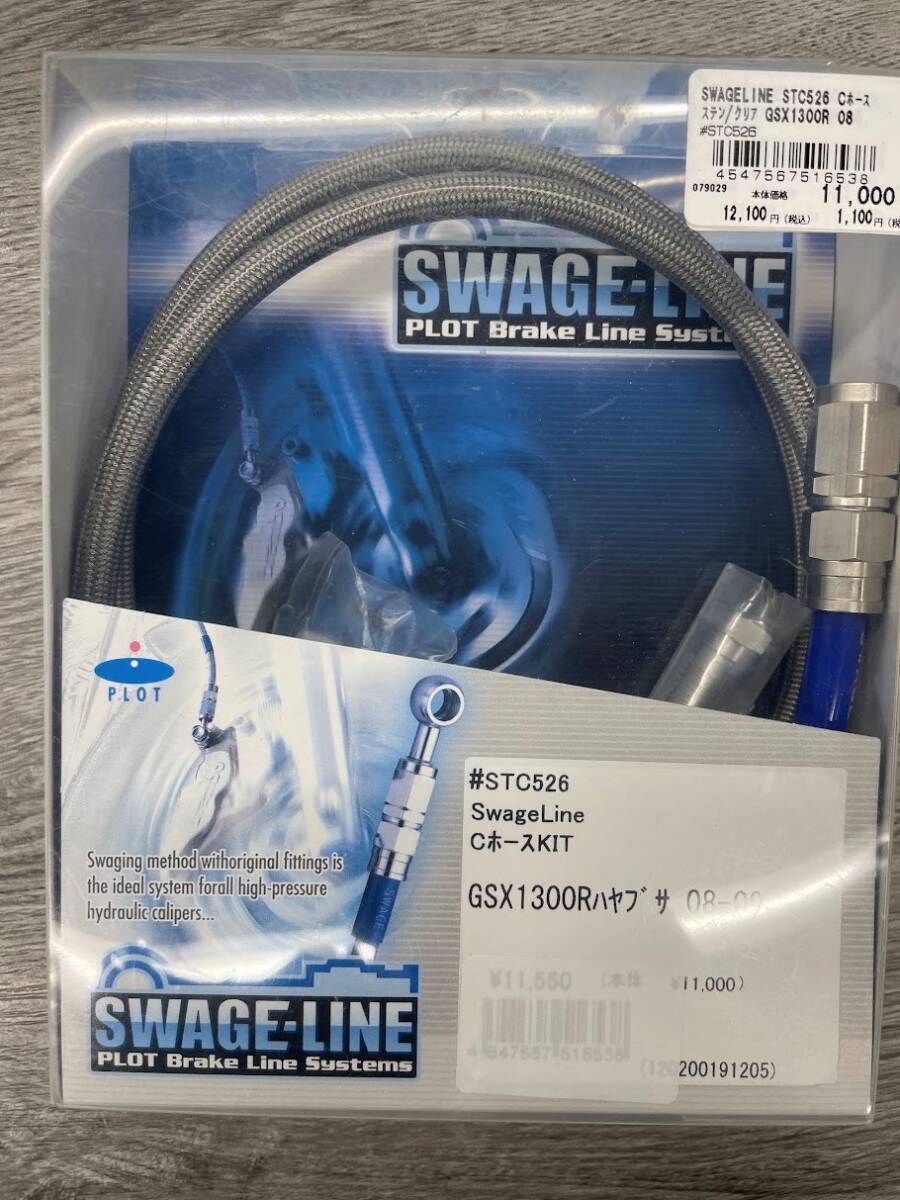 SWAGELINE STC526 Cホース
ステン/クリア GSX1300R 08
#STC526
4547567516538
079029 本体価格 11,000
12,100円(税込) 1,100円(税
SWAGE-LINE
PLOT Brake Line Syste
PLOT
#STC526
SwageLine
CホースKIT
GSX1300Rハヤブサ 08-09
Swaging method withoriginal fittings is
the ideal system forall high-pressure
hydraulic calipers...
SWAGE
¥11,550 (本体 ¥11,000)
4547567516538
(120200191205)
SWAGE-LINE
PLOT Brake Line Systems